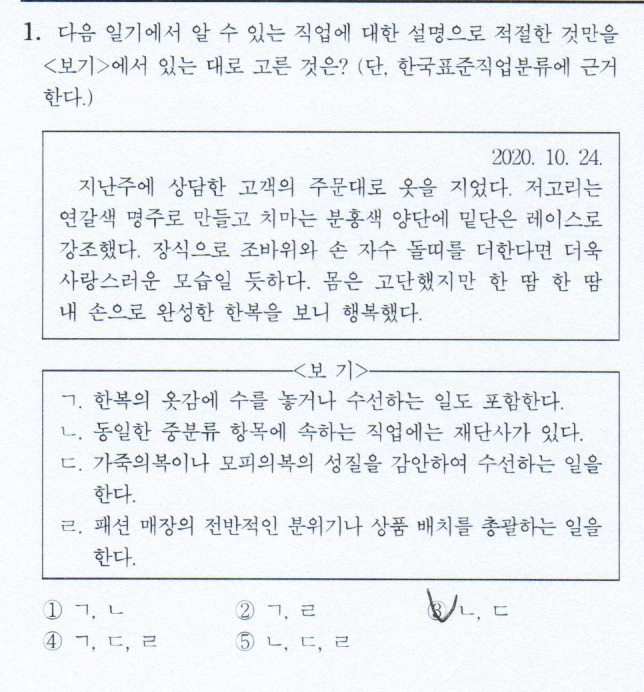 1. 다음 일기에서 알 수 있는 직업에 대한 설명으로 적절한 것만을
<보기>에서 있는 대로 고른 것은? (단, 한국표준직업분류에 근거
한다.)
2020. 10. 24.
지난주에 상담한 고객의 주문대로 옷을 지었다. 저고리는
연갈색 명주로 만들고 치마는 분홍색 양단에 밑단은 레이스로
강조했다. 장식으로 조바위와 손 자수 돌띠를 더한다면 더욱
사랑스러운 모습일 듯하다. 몸은 고단했지만 한 땀 한 땀
내 손으로 완성한 한복을 보니 행복했다.
<보 기>
ㄱ. 한복의 옷감에 수를 놓거나 수선하는 일도 포함한다.
ㄴ. 동일한 중분류 항목에 속하는 직업에는 재단사가 있다.
ㄷ. 가죽의복이나 모피의복의 성질을 감안하여 수선하는 일을
한다.
ㄹ. 패션 매장의 전반적인 분위기나 상품 배치를 총괄하는 일을
한다.
① ㄱ, ㄴ ② ㄱ, ㄹ ③ ㄴ, ㄷ
④ ㄱ, ㄷ, ㄹ ⑤ ㄴ, ㄷ, ㄹ